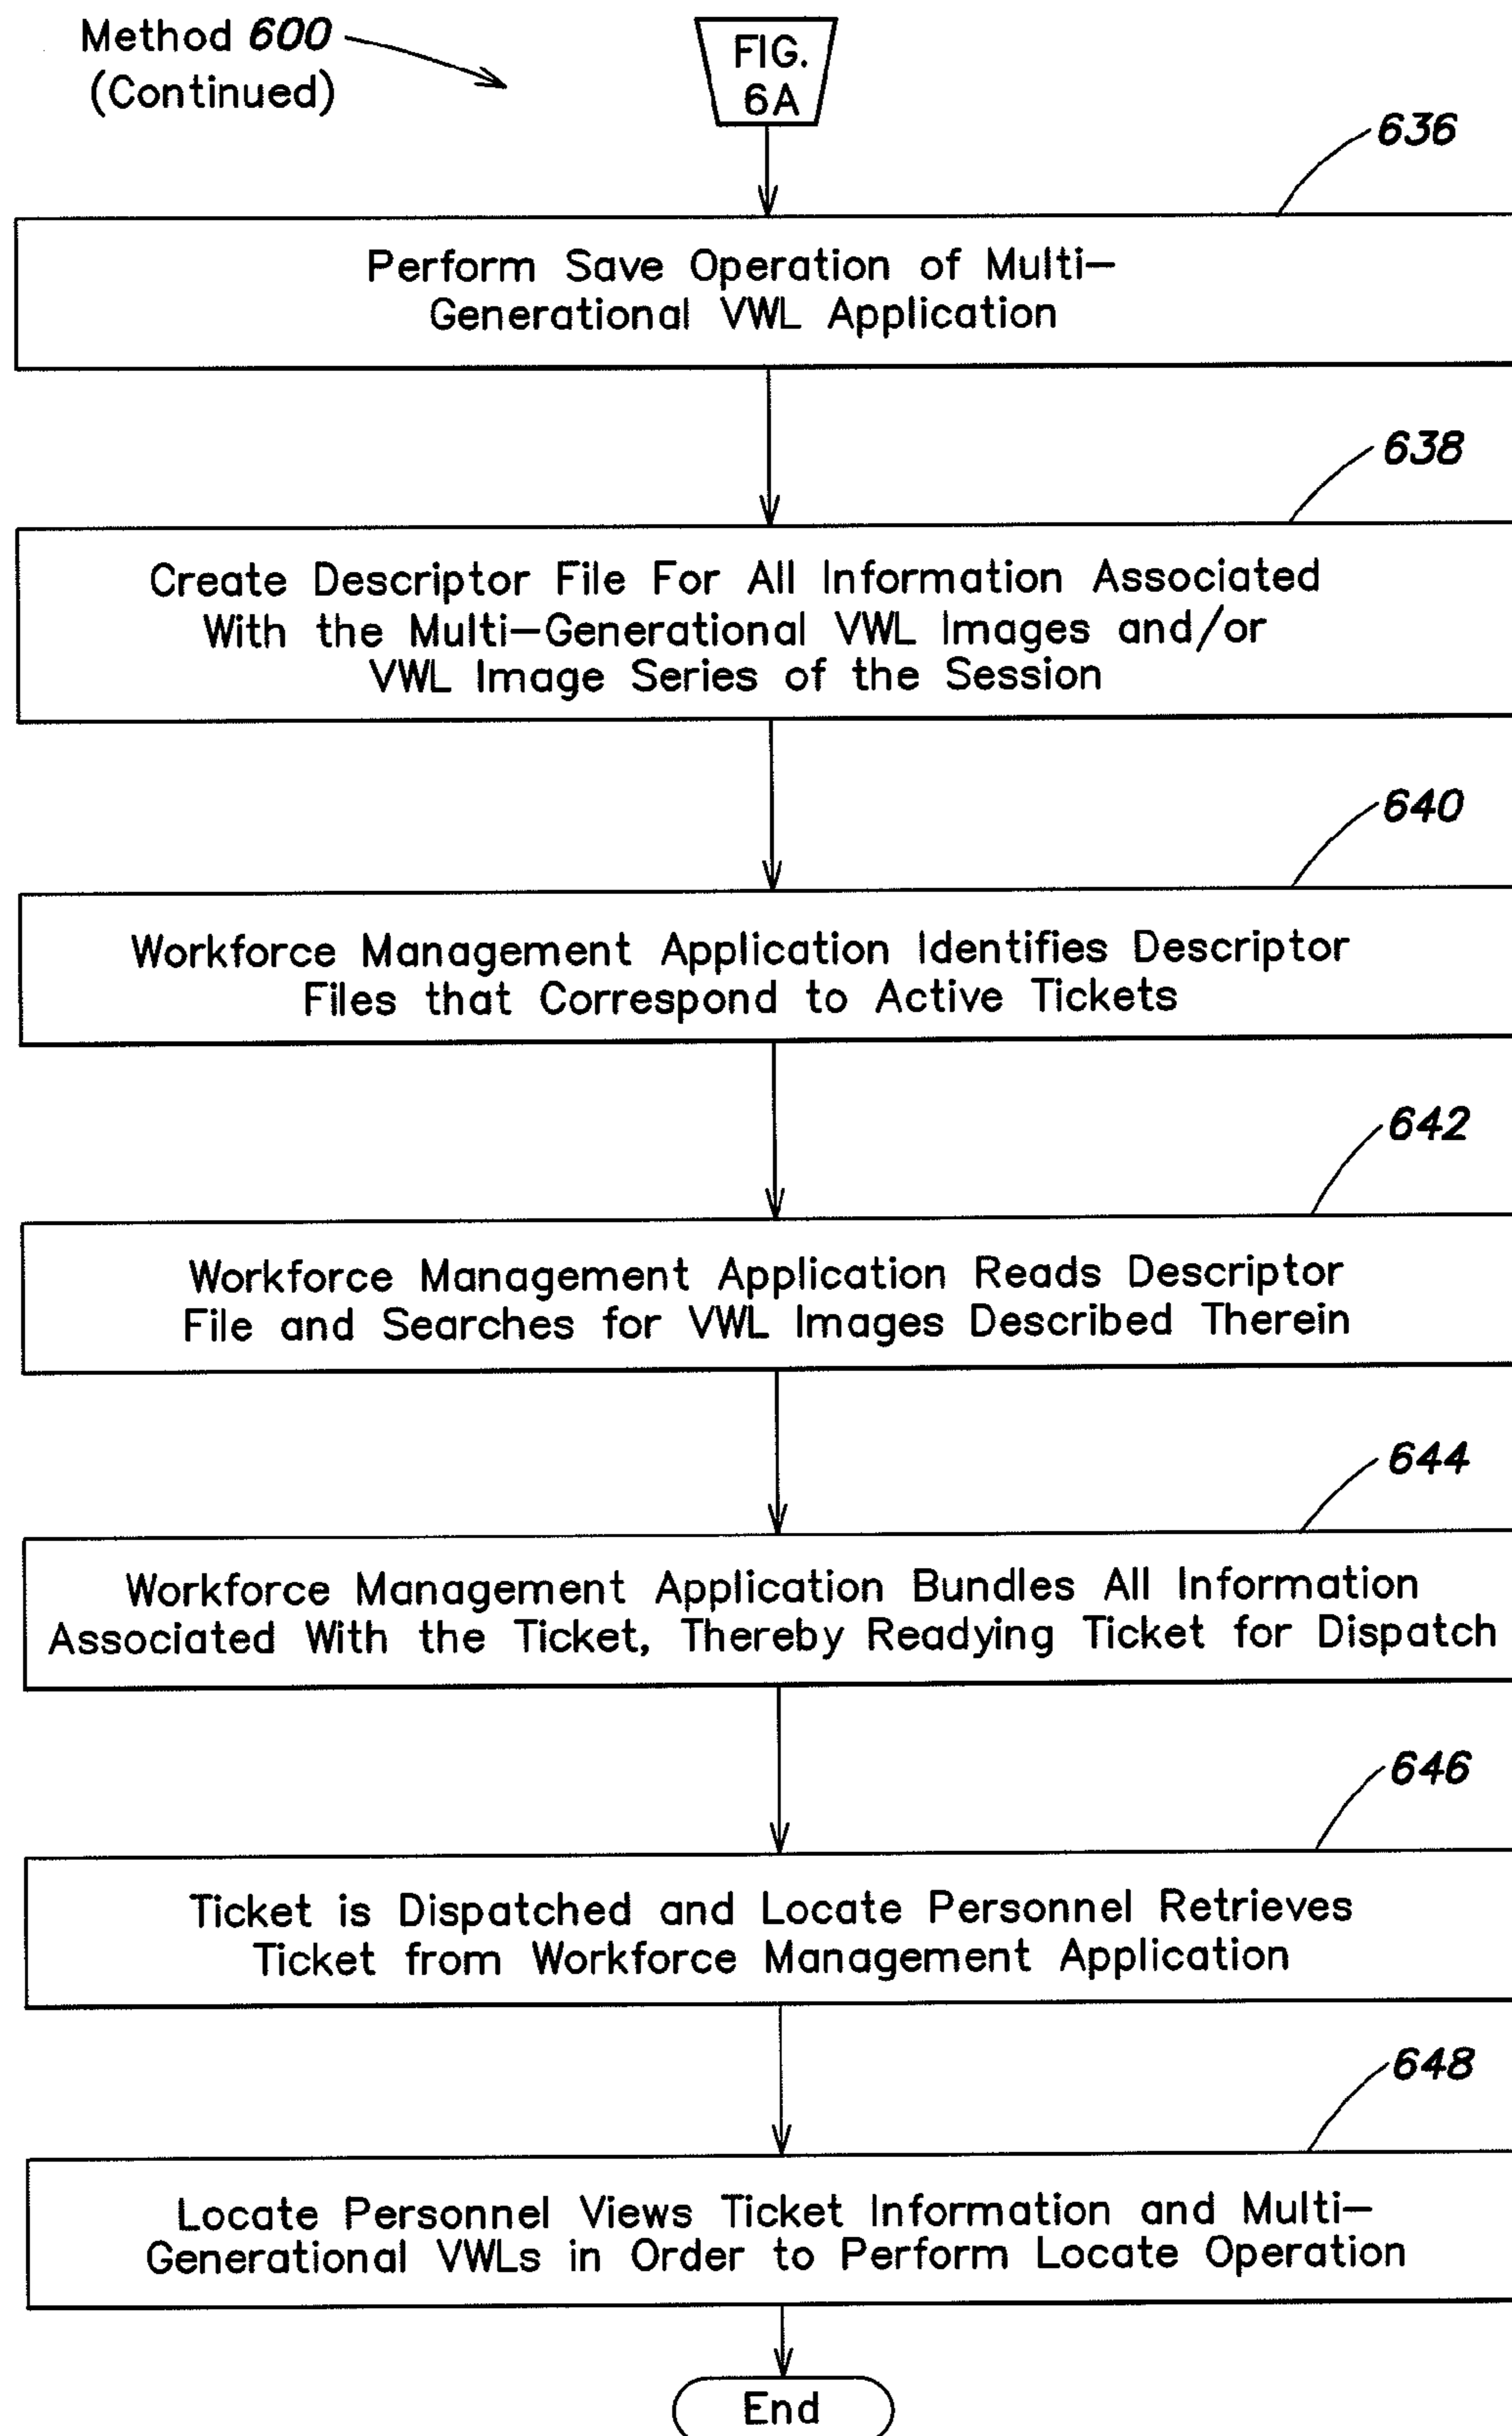 Method 600
(Continued)
FIG.
6A
636
Perform Save Operation of Multi-
Generational VWL Application
638
Create Descriptor File For All Information Associated
With the Multi-Generational VWL Images and/or
VWL Image Series of the Session
640
Workforce Management Application Identifies Descriptor
Files that Correspond to Active Tickets
642
Workforce Management Application Reads Descriptor
File and Searches for VWL Images Described Therein
644
Workforce Management Application Bundles All Information
Associated With the Ticket, Thereby Readying Ticket for Dispatch
646
Ticket is Dispatched and Locate Personnel Retrieves
Ticket from Workforce Management Application
648
Locate Personnel Views Ticket Information and Multi-
Generational VWLs in Order to Perform Locate Operation
End